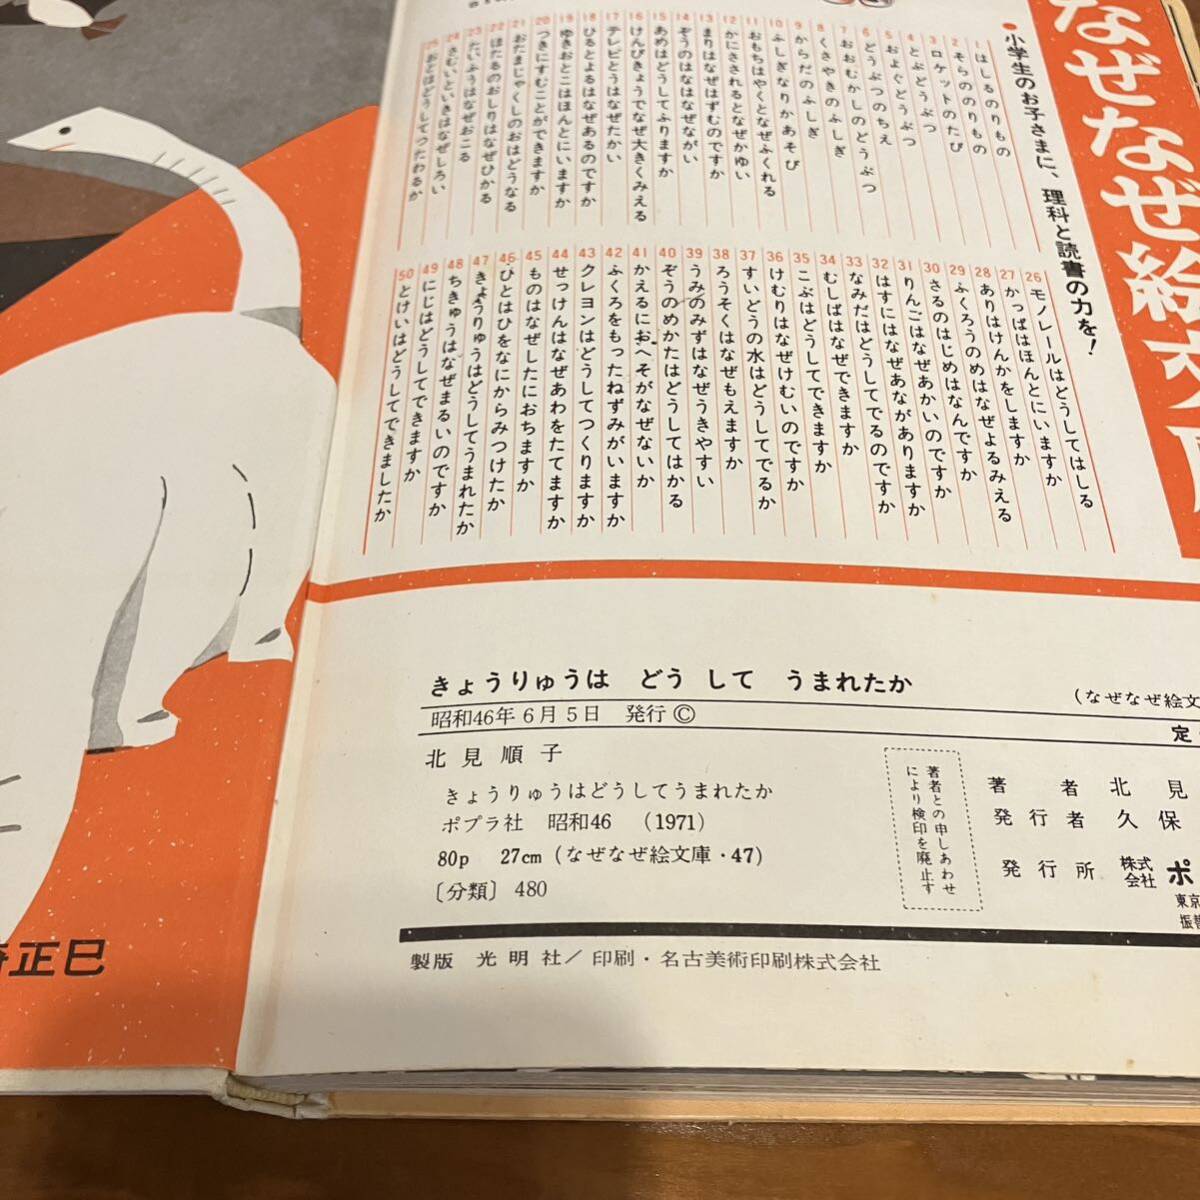 なぜなぜ絵文庫
●小学生のお子さまに、理科と読書の力を!
1 はしるのりもの
2 そらののりもの
3 ロケットのたび
4 とぶどうぶつ
5 およぐどうぶつ
6 どうぶつのちえ
7 おおむかしのどうぶつ
8 くさやきのふしぎ
9 からだのふしぎ
10 ふしぎなりかあそび
11 おもちはやくとなぜふくれる
12 かにさされるとなぜかゆい
13 まりはなぜはずむのですか
14 ぞうのはなはなぜながい
15 あめはどうしてふりますか
16 けんびきょうでなぜ大きくみえる
17 テレビとうはなぜたかい
18 ひるとよるはなぜあるのですか
19 ゆきおとこはほんとにいますか
20 つきにすむことができますか
21 おたまじゃくしのおはどうなる
22 ほたるのおしりはなぜひかる
23 たいふうはなぜおこる
24 さむいといきはなぜしろい
25 おとはどうしてつたわるか
26 モノレールはどうしてはしる
27 かっぱはほんとにいますか
28 ありはけんかをしますか
29 ふくろうのめはなぜよるみえる
30 さるのはじめはなんですか
31 りんごはなぜあかいのですか
32 はすにはなぜあながありますか
33 なみだはどうしてでるのですか
34 むしばはなぜできますか
35 こぶはどうしてできますか
36 けむりはなぜけむいのですか
37 すいどうの水はどうしてでるか
38 ろうそくはなぜもえますか
39 うみのみずはなぜうきやすい
40 ぞうのめかたはどうしてはかる
41 かえるにおへそがなぜないか
42 ふくろをもったねずみがいますか
43 クレヨンはどうしてつくりますか
44 せっけんはなぜあわをたてますか
45 ものはなぜしたにおちますか
46 ひとはひをなにからみつけたか
47 きょうりゅうはどうしてうまれたか
48 ちきゅうはなぜまるいのですか
49 にじはどうしてできますか
50 とけいはどうしてできましたか
きょうりゅうは どう して うまれたか
(なぜなぜ絵文
昭和46年6月5日 発行©
定
北見順子
きょうりゅうはどうしてうまれたか
ポプラ社 昭和46 (1971)
80p 27cm (なぜなぜ絵文庫・47)
〔分類〕480
著者との申しあわせ
により検印を廃止す
著者 北見
発行者 久保
発行所 株式会社 ポ
東京
振替
製版 光明社/印刷・名古美術印刷株式会社
正巳